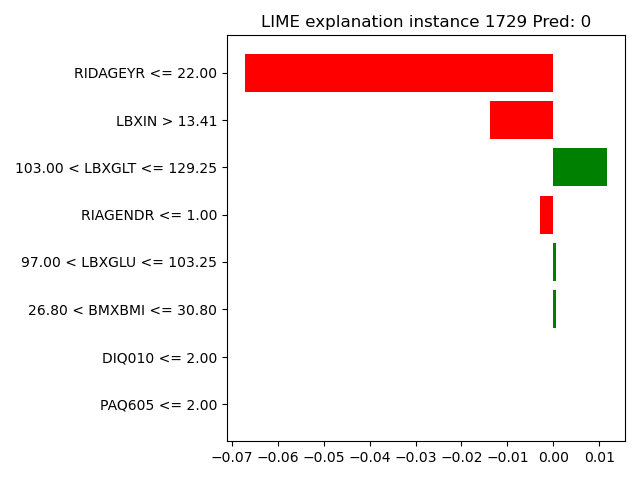 LIME explanation instance 1729 Pred: 0
RIDAGEYR <= 22.00
LBXIN > 13.41
103.00 < LBXGLT <= 129.25
RIAGENDR <= 1.00
97.00 < LBXGLU <= 103.25
26.80 < BMXBMI <= 30.80
DIQ010 <= 2.00
PAQ605 <= 2.00
−0.07 −0.06 −0.05 −0.04 −0.03 −0.02 −0.01 0.00 0.01